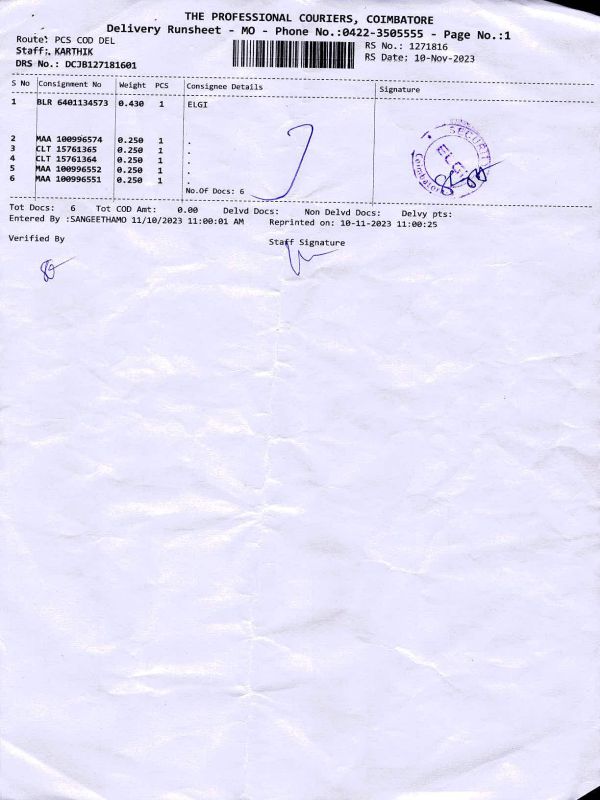 THE PROFESSIONAL COURIERS, COIMBATORE
Delivery Runsheet - MO - Phone No.:0422-3505555 - Page No.:1
Route: PCS COD DEL
RS No.: 1271816
Staff: KARTHIK
RS Date: 10-Nov-2023
DRS No.: DCJB127181601
S No Consignment No Weight PCS Consignee Details Signature
1 BLR 6401134573 0.430 1 ELGI
2 MAA 100996574 0.250 1 .
3 CLT 15761365 0.250 1 .
4 CLT 15761364 0.250 1 .
5 MAA 100996552 0.250 1 .
6 MAA 100996551 0.250 1 .
No.Of Docs: 6
SECURITY
ELGI
Coimbatore
Tot Docs: 6 Tot COD Amt: 0.00 Delvd Docs: Non Delvd Docs: Delvy pts:
Entered By :SANGEETHAMO 11/10/2023 11:00:01 AM Reprinted on: 10-11-2023 11:00:25
Verified By
Staff Signature